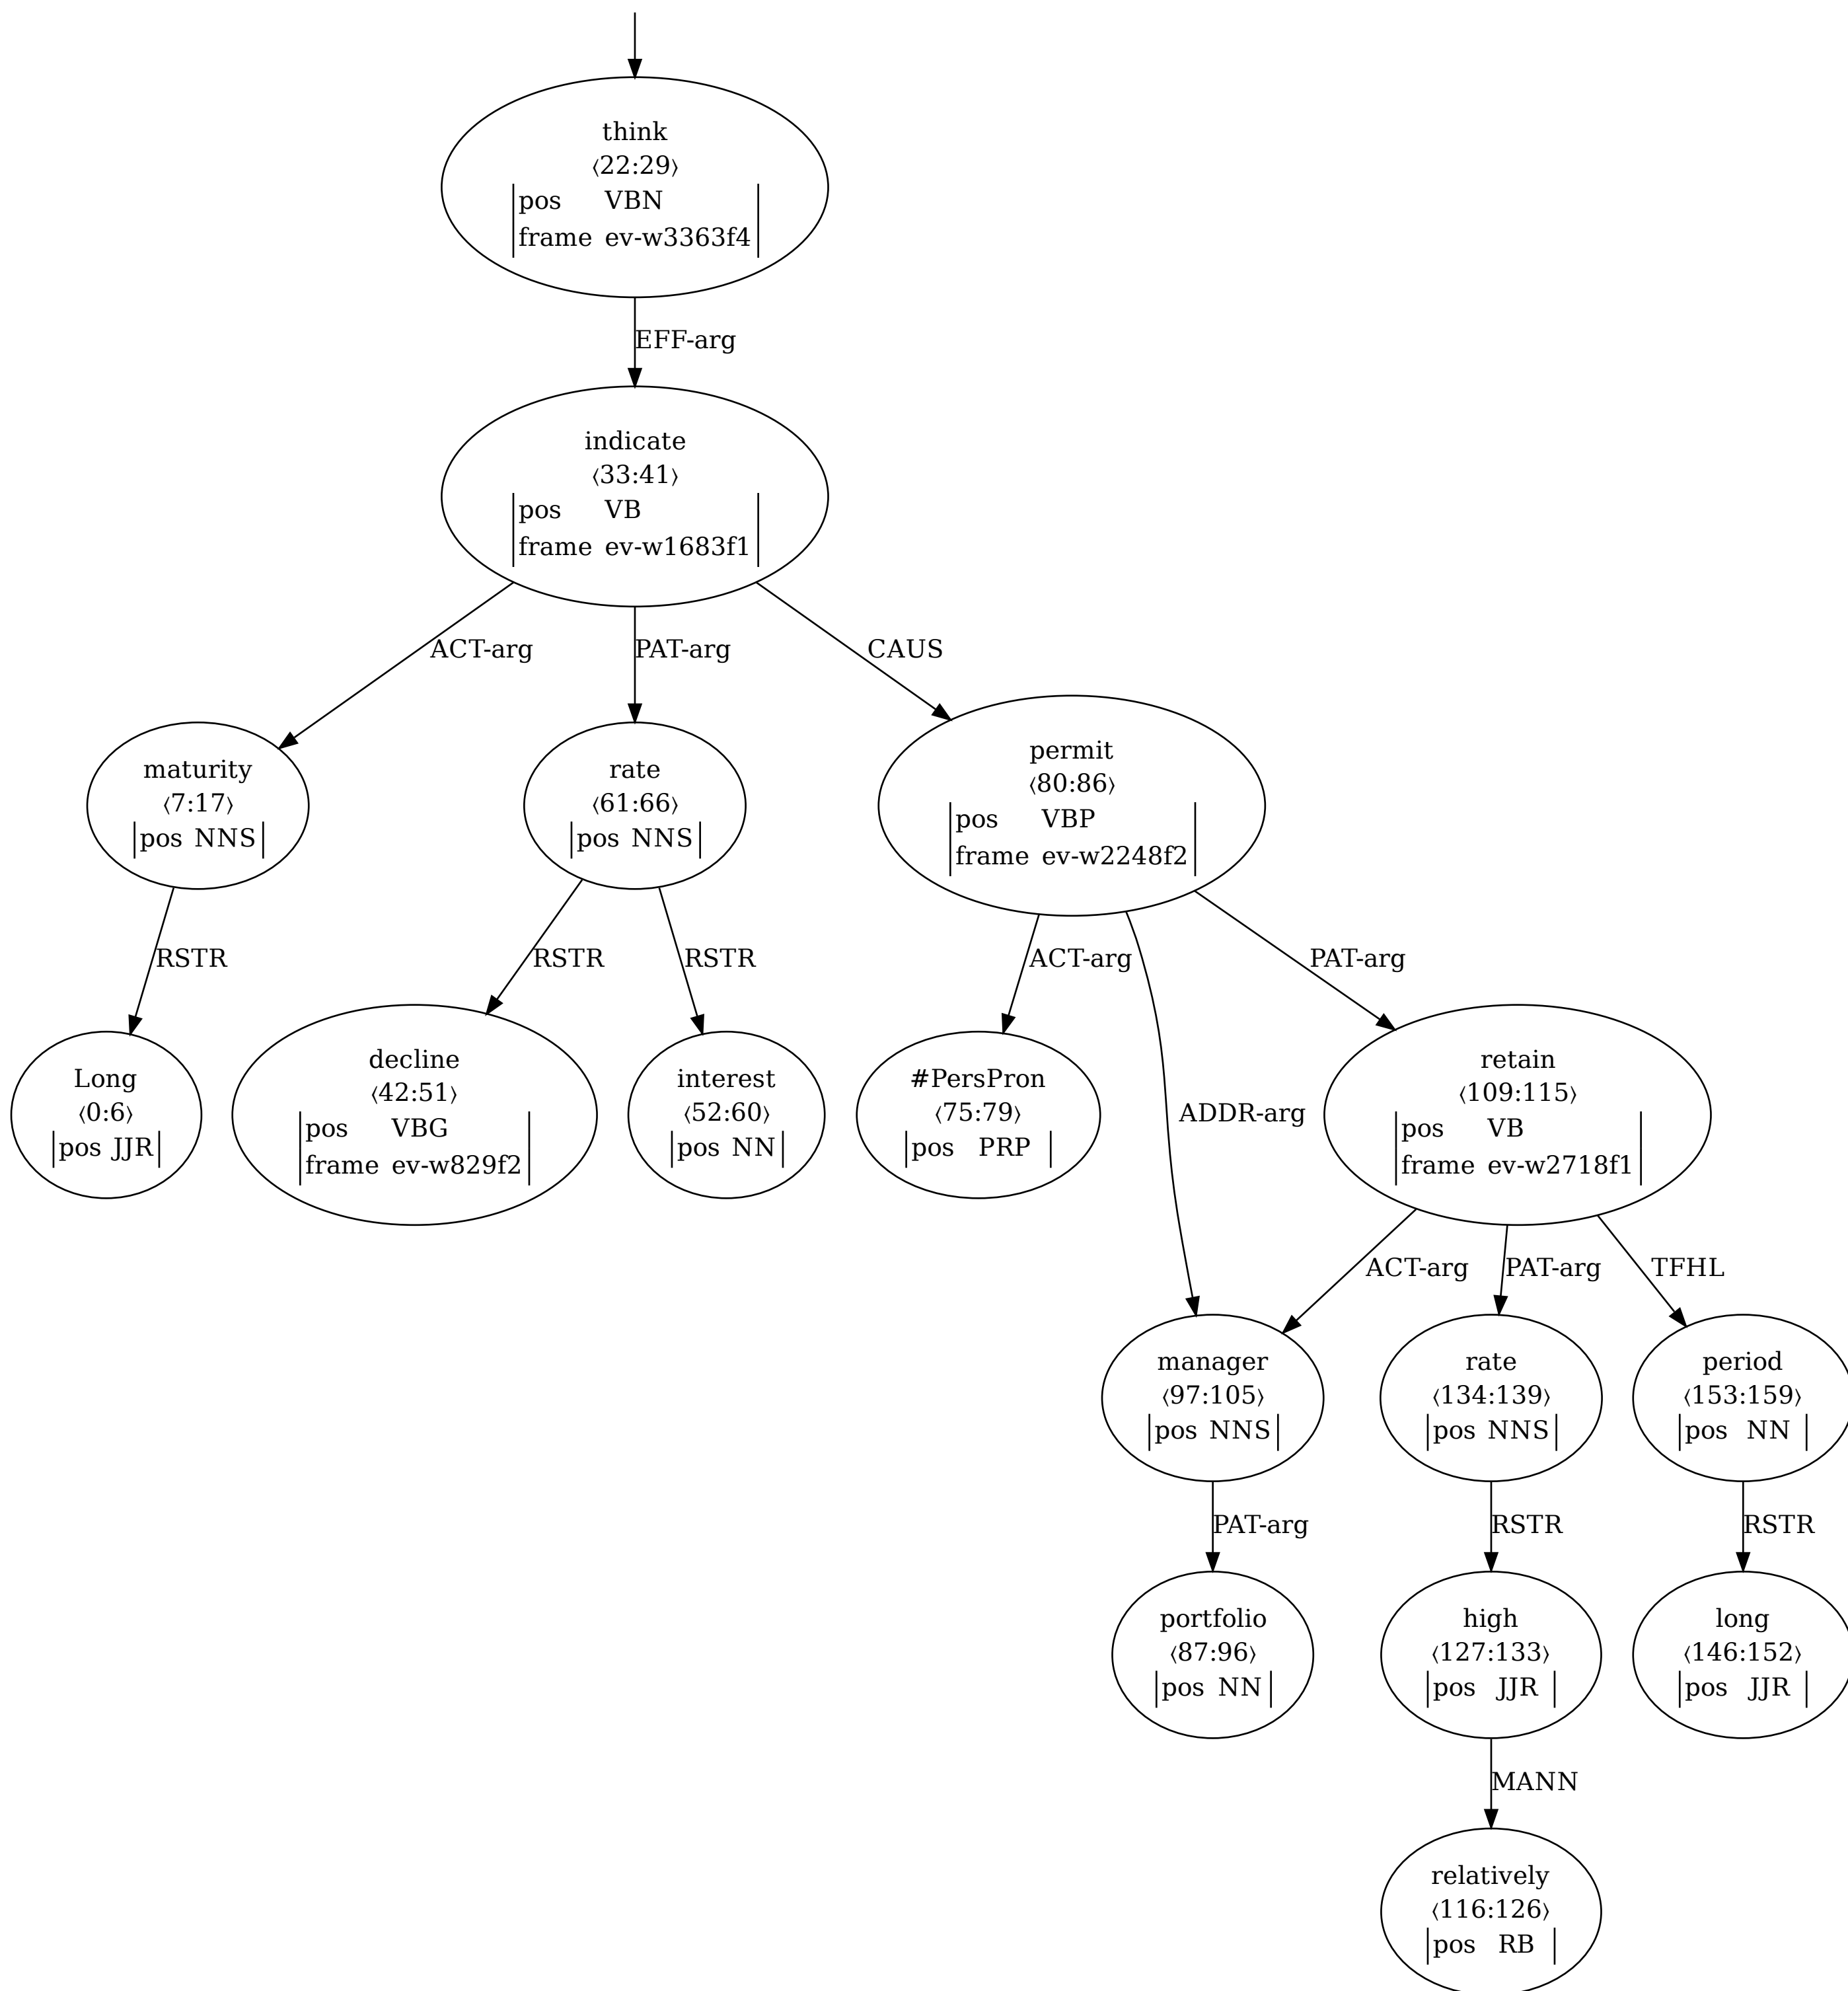 think
⟨22:29⟩
pos VBN
frame ev-w3363f4
EFF-arg
indicate
⟨33:41⟩
pos VB
frame ev-w1683f1
ACT-arg
PAT-arg
CAUS
maturity
⟨7:17⟩
pos NNS
rate
⟨61:66⟩
pos NNS
permit
⟨80:86⟩
pos VBP
frame ev-w2248f2
RSTR
RSTR
RSTR
ACT-arg
ADDR-arg
PAT-arg
Long
⟨0:6⟩
pos JJR
decline
⟨42:51⟩
pos VBG
frame ev-w829f2
interest
⟨52:60⟩
pos NN
#PersPron
⟨75:79⟩
pos PRP
retain
⟨109:115⟩
pos VB
frame ev-w2718f1
ACT-arg
PAT-arg
TFHL
manager
⟨97:105⟩
pos NNS
rate
⟨134:139⟩
pos NNS
period
⟨153:159⟩
pos NN
PAT-arg
RSTR
RSTR
portfolio
⟨87:96⟩
pos NN
high
⟨127:133⟩
pos JJR
long
⟨146:152⟩
pos JJR
MANN
relatively
⟨116:126⟩
pos RB